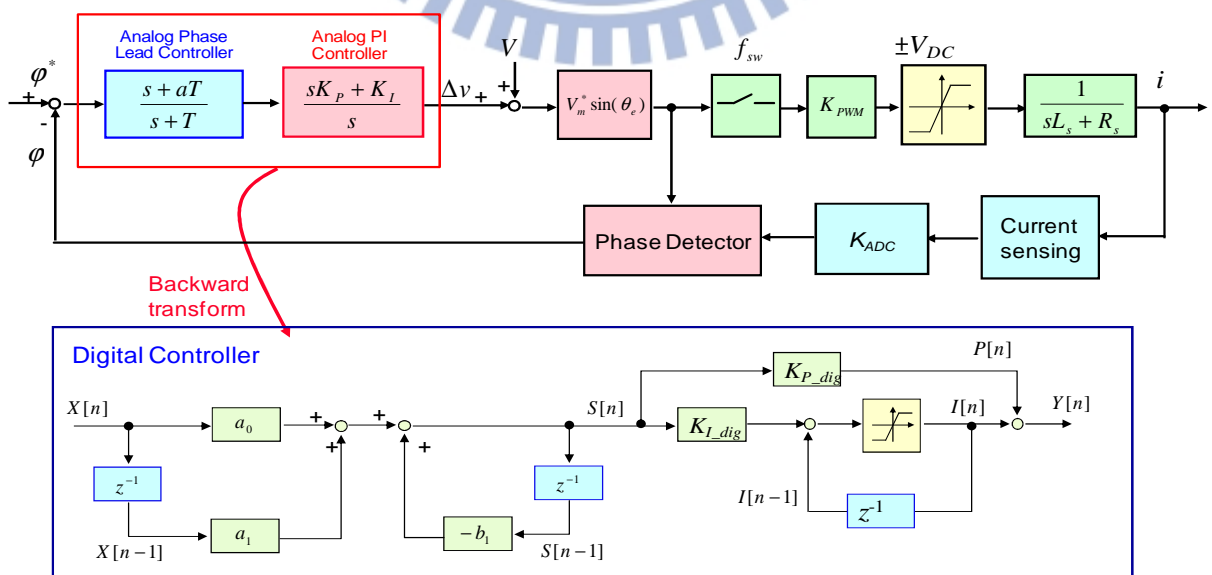 Analog Phase
Lead Controller
Analog PI
Controller
φ*
+
-
φ
s + aT
s + T
sK_P + K_I
s
Δv
+
V
+
V_m^* sin(θ_e)
f_sw
K_PWM
±V_DC
1
sL_s + R_s
i
Phase Detector
K_ADC
Current
sensing
Backward
transform
Digital Controller
X[n]
a_0
+
+
+
+
z^-1
X[n-1]
a_1
-b_1
S[n]
z^-1
S[n-1]
K_P_dig
K_I_dig
P[n]
I[n]
Y[n]
I[n-1]
z^-1